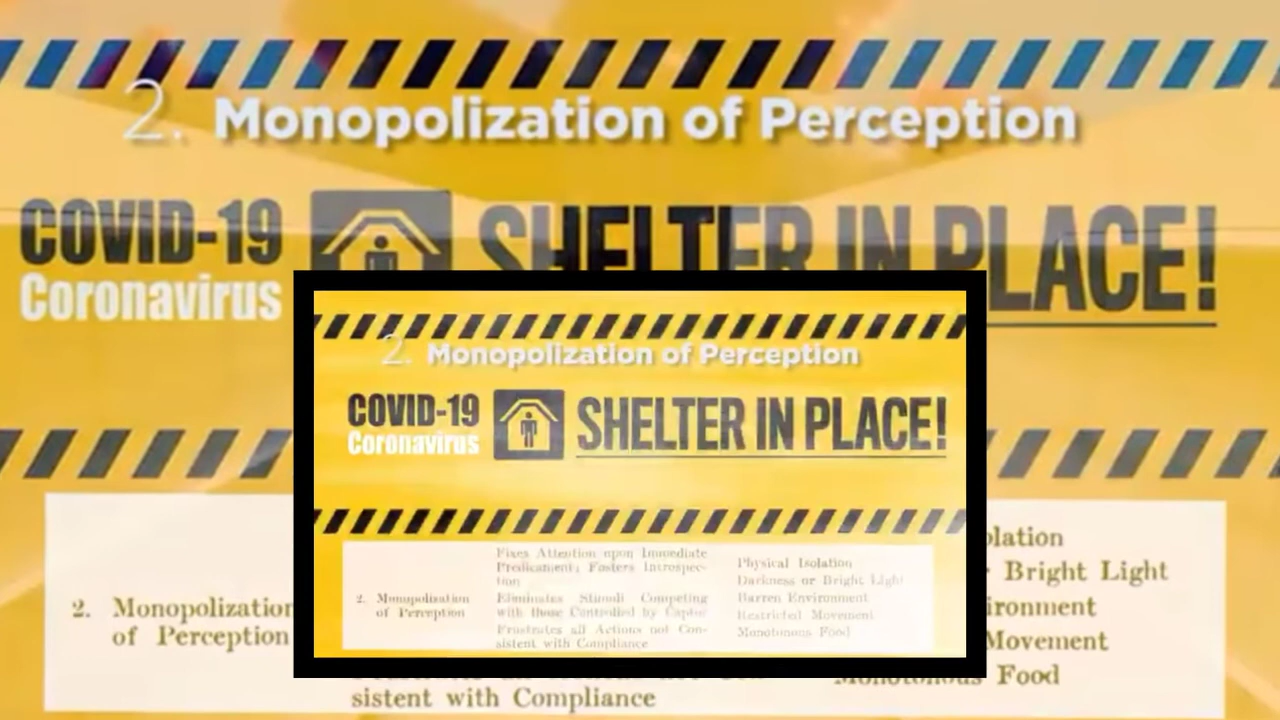 2. Monopolization of Perception
COVID-19
Coronavirus
SHELTER IN PLACE!
2. Monopolization
of Perception
sistent with Compliance
olation
Bright Light
ironment
Movement
Monotonous Food
2. Monopolization of Perception
COVID-19
Coronavirus
SHELTER IN PLACE!
2. Monopolization
of Perception
Fixes Attention upon Immediate
Predicament; Fosters Introspec-
tion
Eliminates Stimuli Competing
with those Controlled by Captor
Frustrates all Actions not Con-
sistent with Compliance
Physical Isolation
Darkness or Bright Light
Barren Environment
Restricted Movement
Monotonous Food